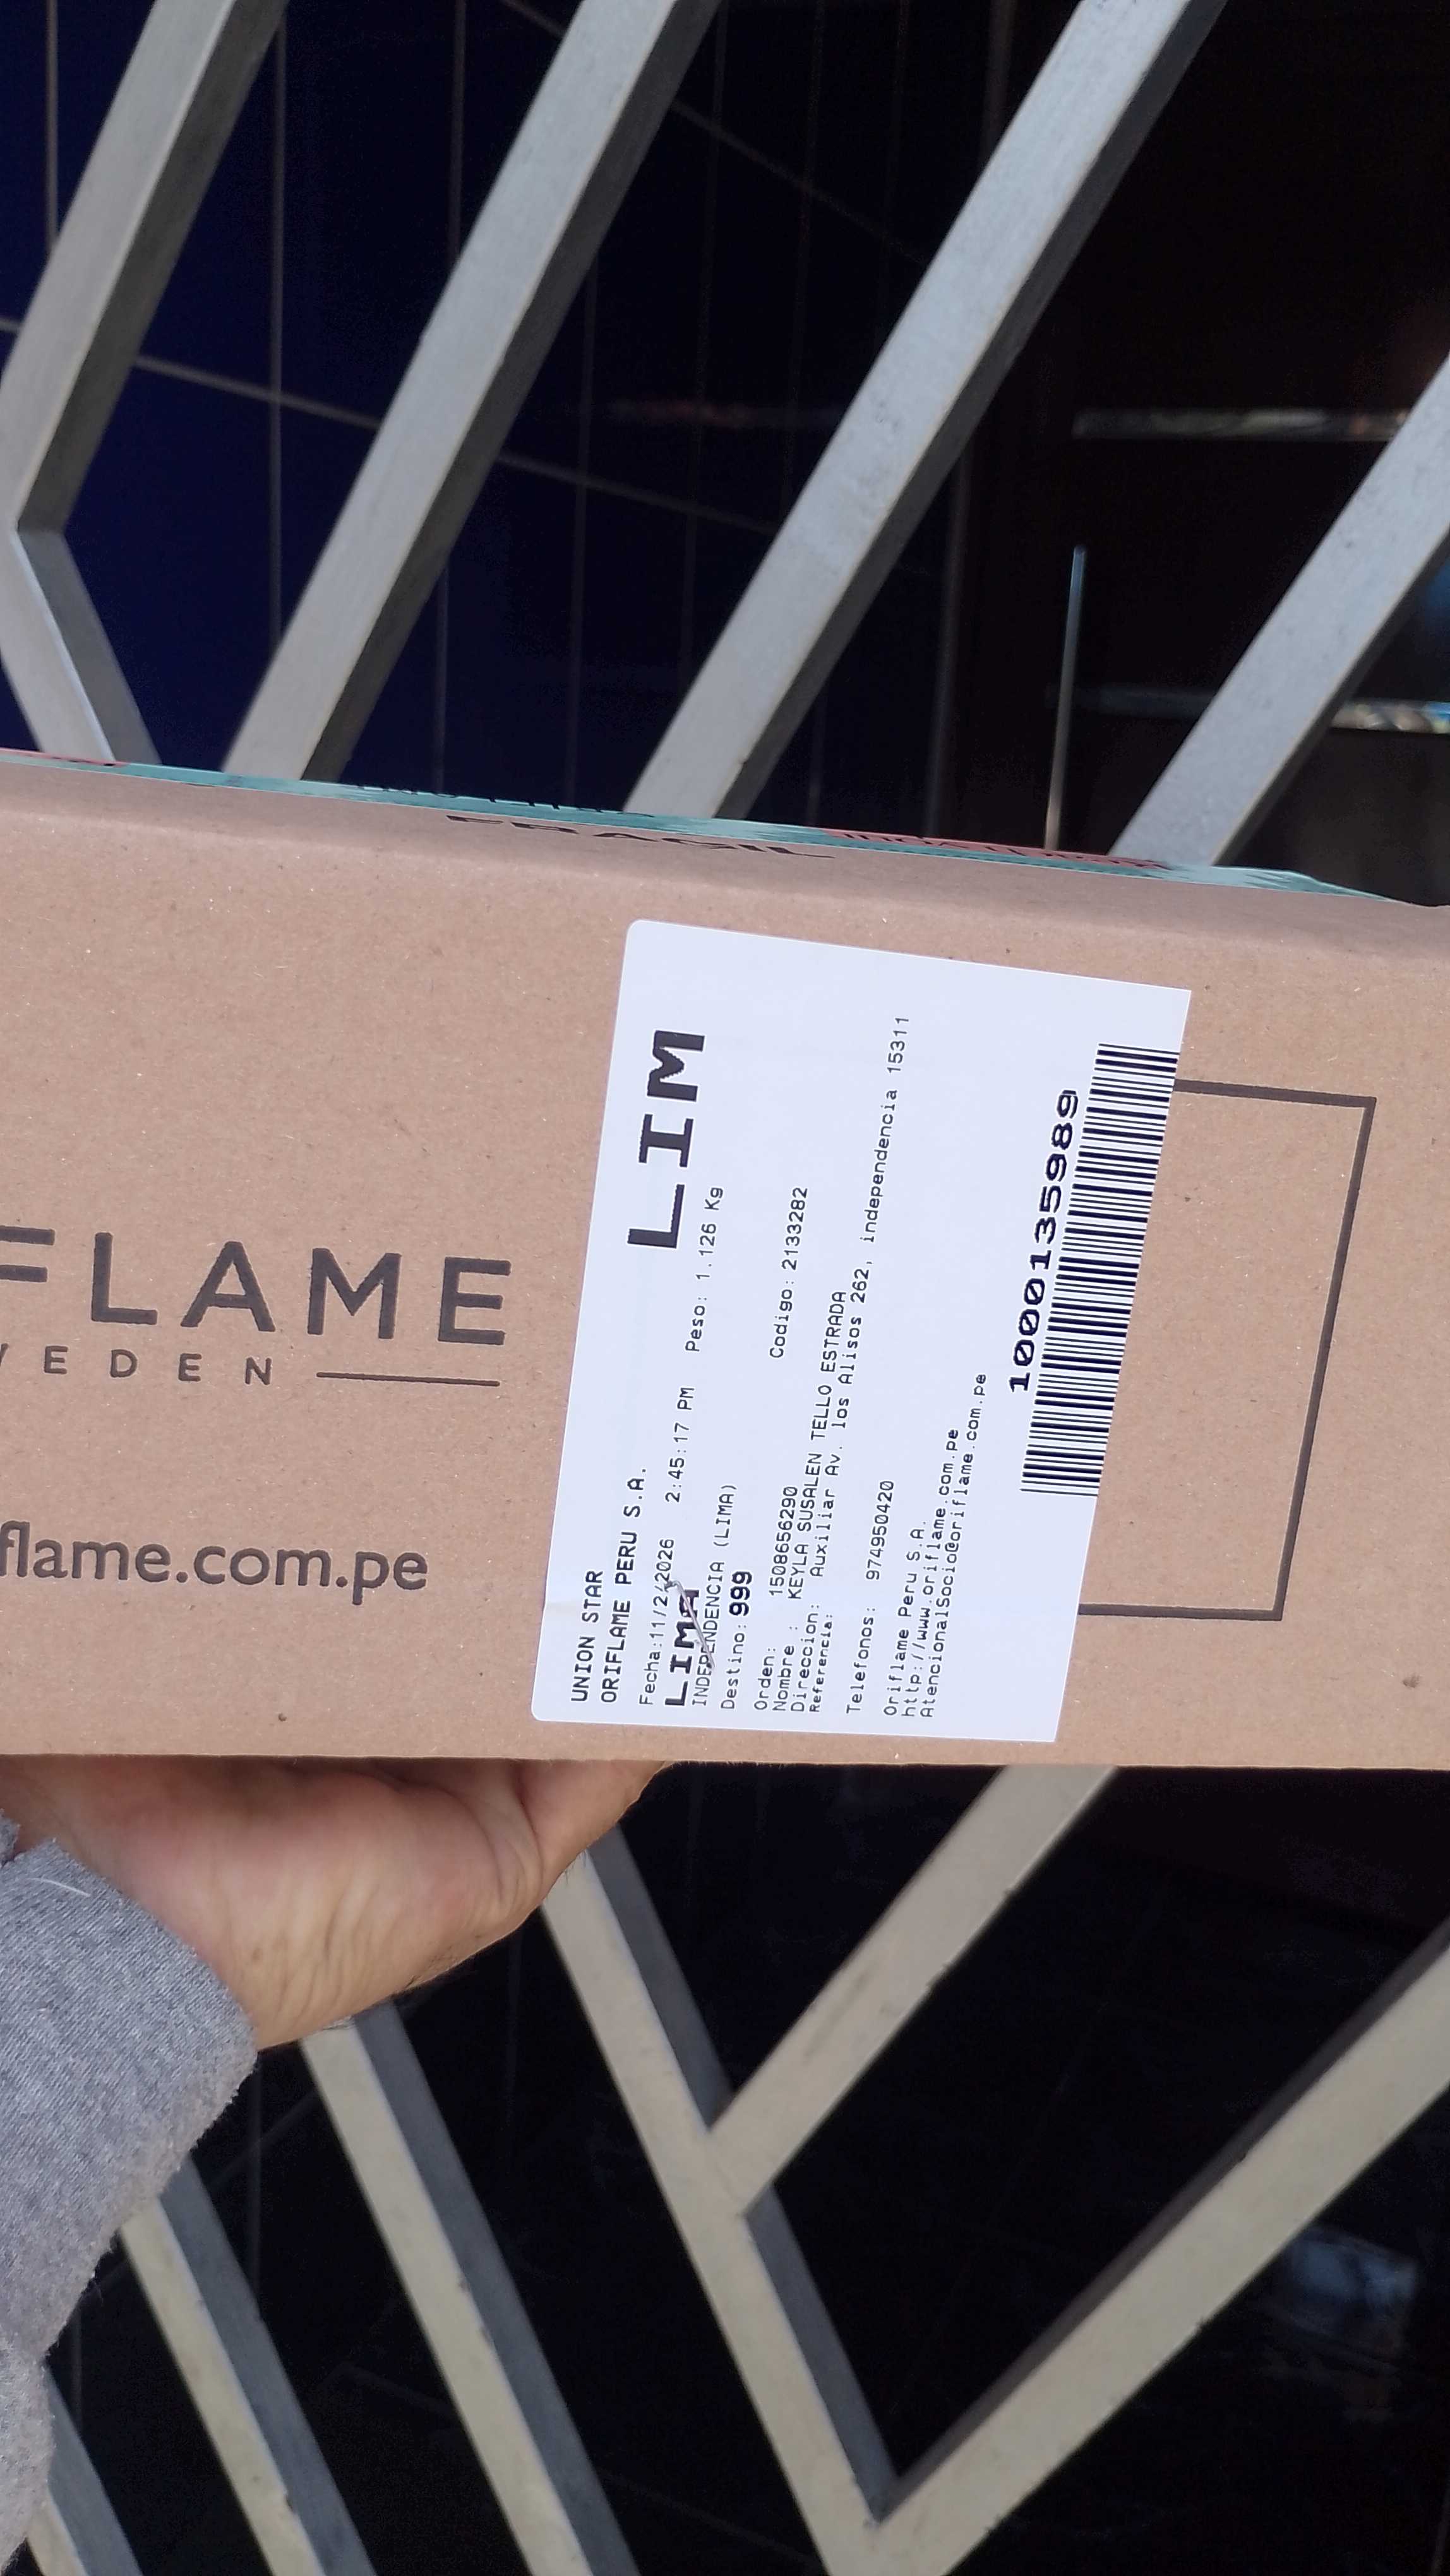 FRAGIL
FLAME
WEDEN
flame.com.pe
UNION STAR
ORIFLAME PERU S.A.
LIM
Fecha:11/2/2026 2:45:17 PM Peso: 1.126 Kg
LIMA
INDEPENDENCIA (LIMA)
Destino: 999
Orden: 1508656290 Codigo: 2133282
Nombre : KEYLA SUSALEN TELLO ESTRADA
Direccion: Auxiliar Av. los Alisos 262, independencia 15311
Referencia:
Telefonos: 974950420
Oriflame Peru S.A.
http://www.oriflame.com.pe
AtencionalSocio@oriflame.com.pe
1000135989